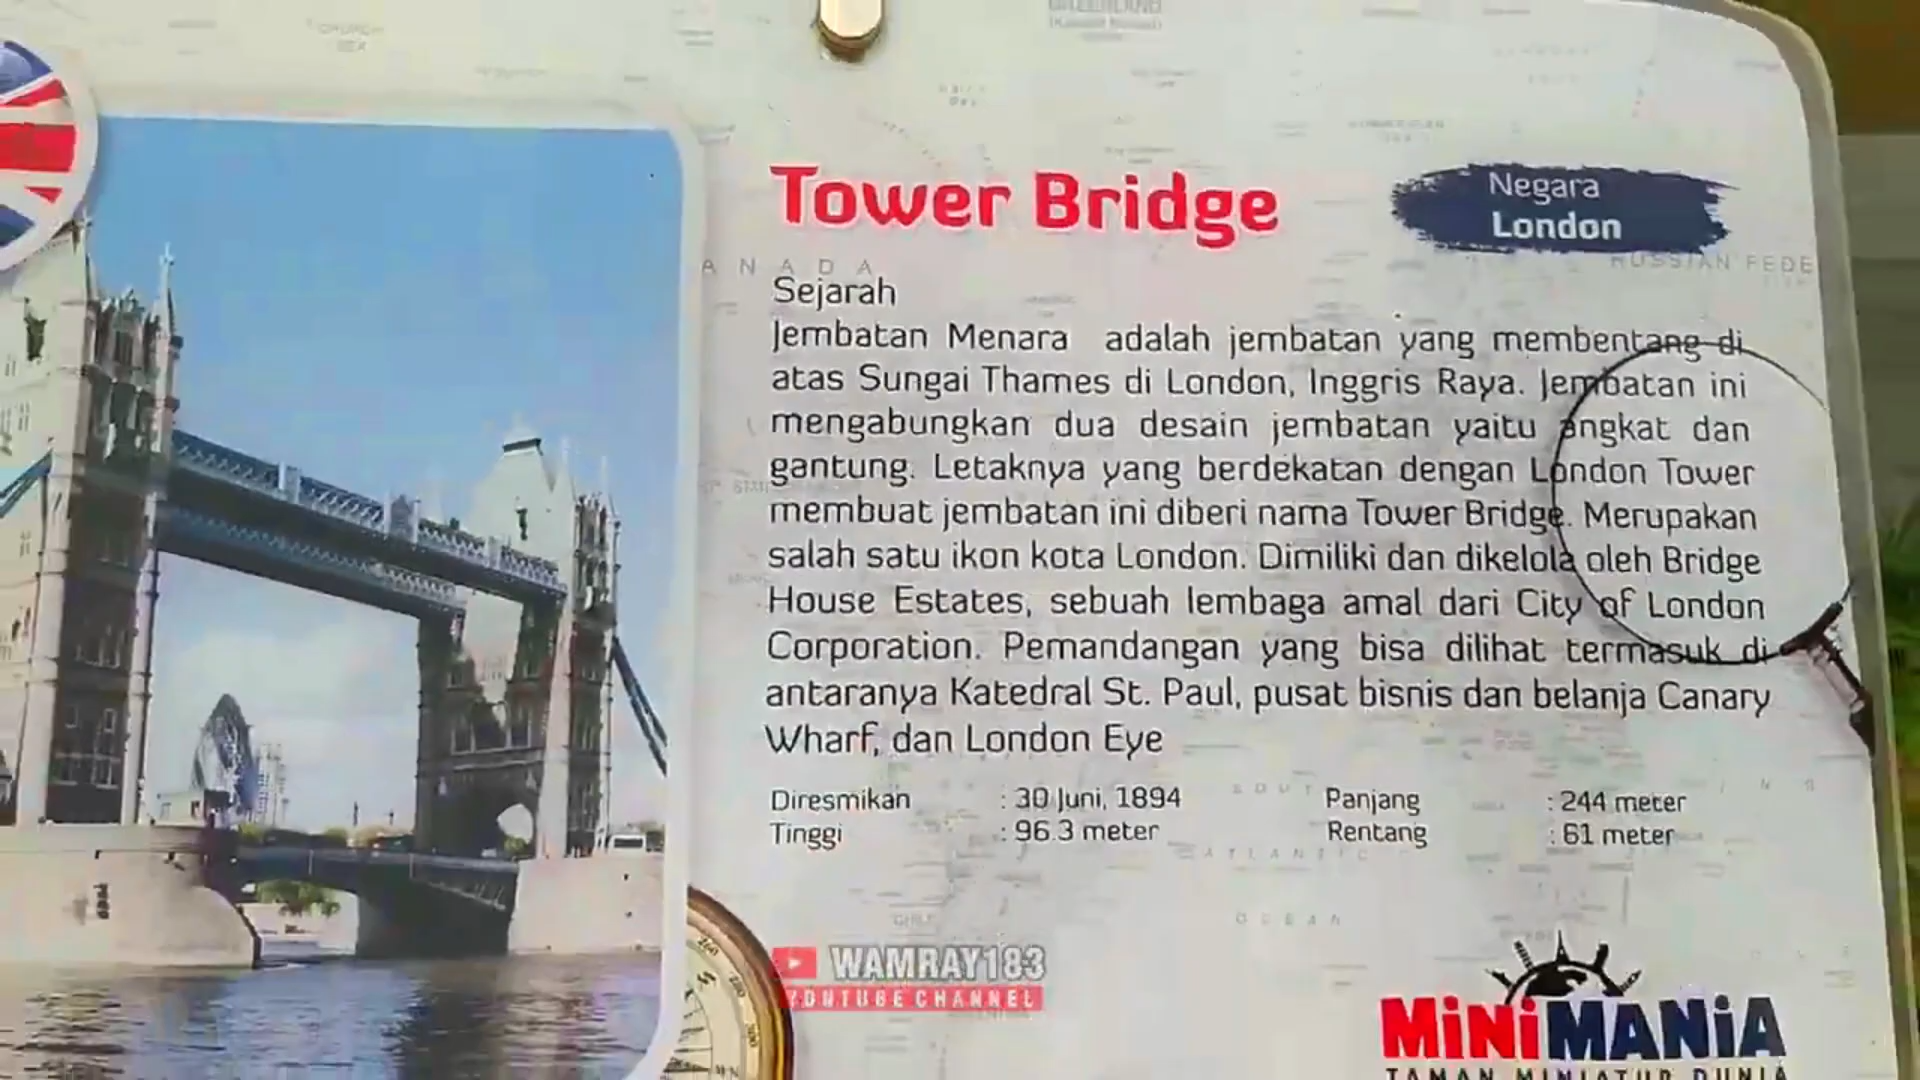 Tower Bridge
Negara
London
Sejarah
Jembatan Menara adalah jembatan yang membentang di
atas Sungai Thames di London, Inggris Raya. Jembatan ini
mengabungkan dua desain jembatan yaitu angkat dan
gantung. Letaknya yang berdekatan dengan London Tower
membuat jembatan ini diberi nama Tower Bridge. Merupakan
salah satu ikon kota London. Dimiliki dan dikelola oleh Bridge
House Estates, sebuah lembaga amal dari City of London
Corporation. Pemandangan yang bisa dilihat termasuk di
antaranya Katedral St. Paul, pusat bisnis dan belanja Canary
Wharf, dan London Eye
Diresmikan : 30 Juni, 1894 Panjang : 244 meter
Tinggi : 96.3 meter Rentang : 61 meter
WAMRAY183
YOUTUBE CHANNEL
MiNiMANiA
TAMAN MINIATUR DUNIA